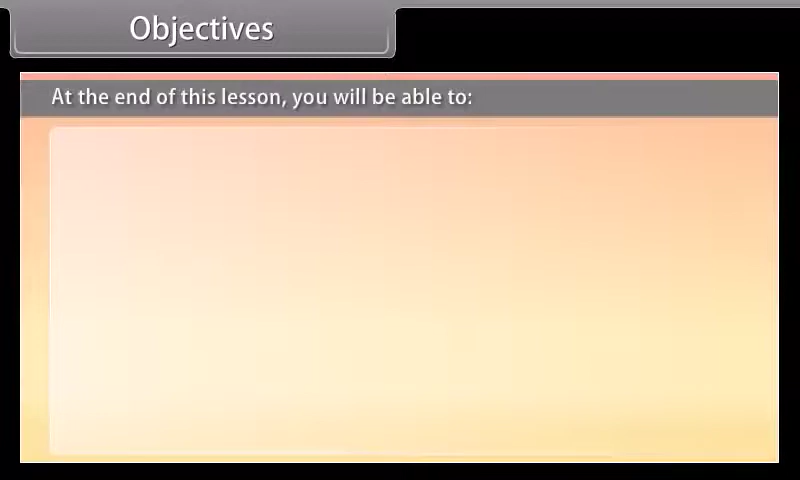 Objectives
At the end of this lesson, you will be able to: